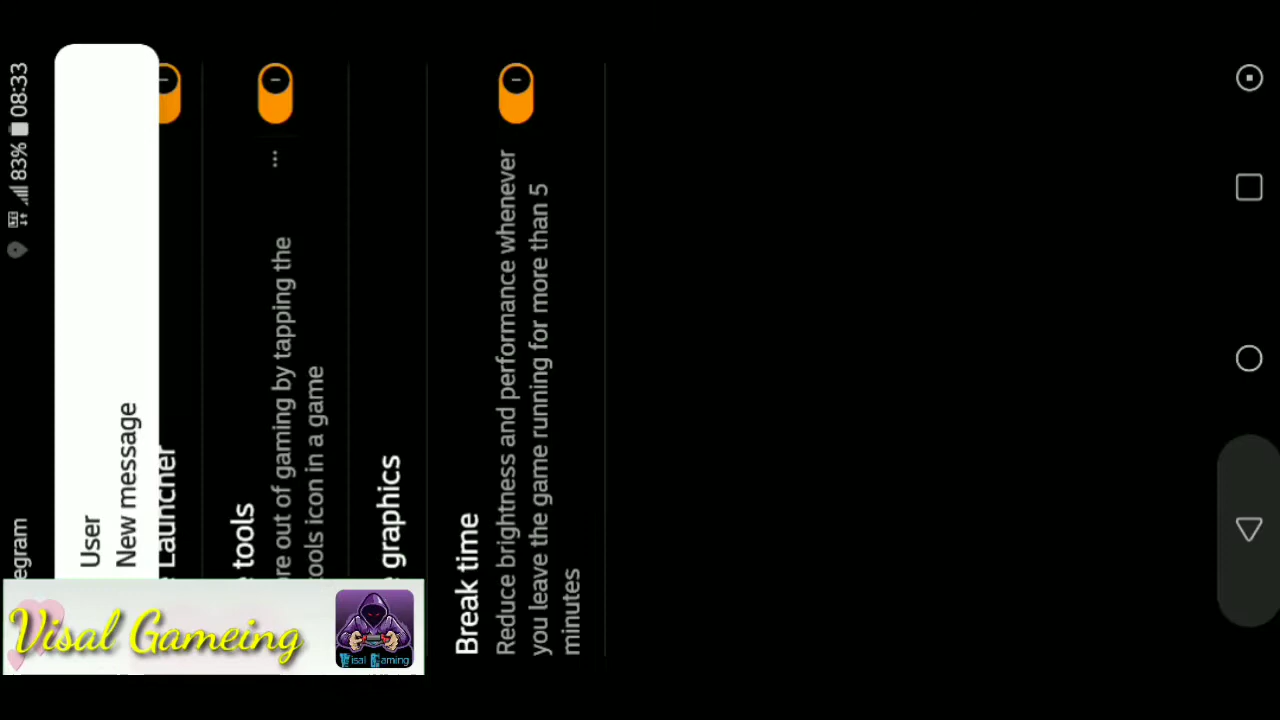 egram
83% 08:33
User
New message
Launcher
tools
re out of gaming by tapping the ...
tools icon in a game
graphics
Break time
Reduce brightness and performance whenever
you leave the game running for more than 5
minutes
Visal Gameing
Visal Gaming